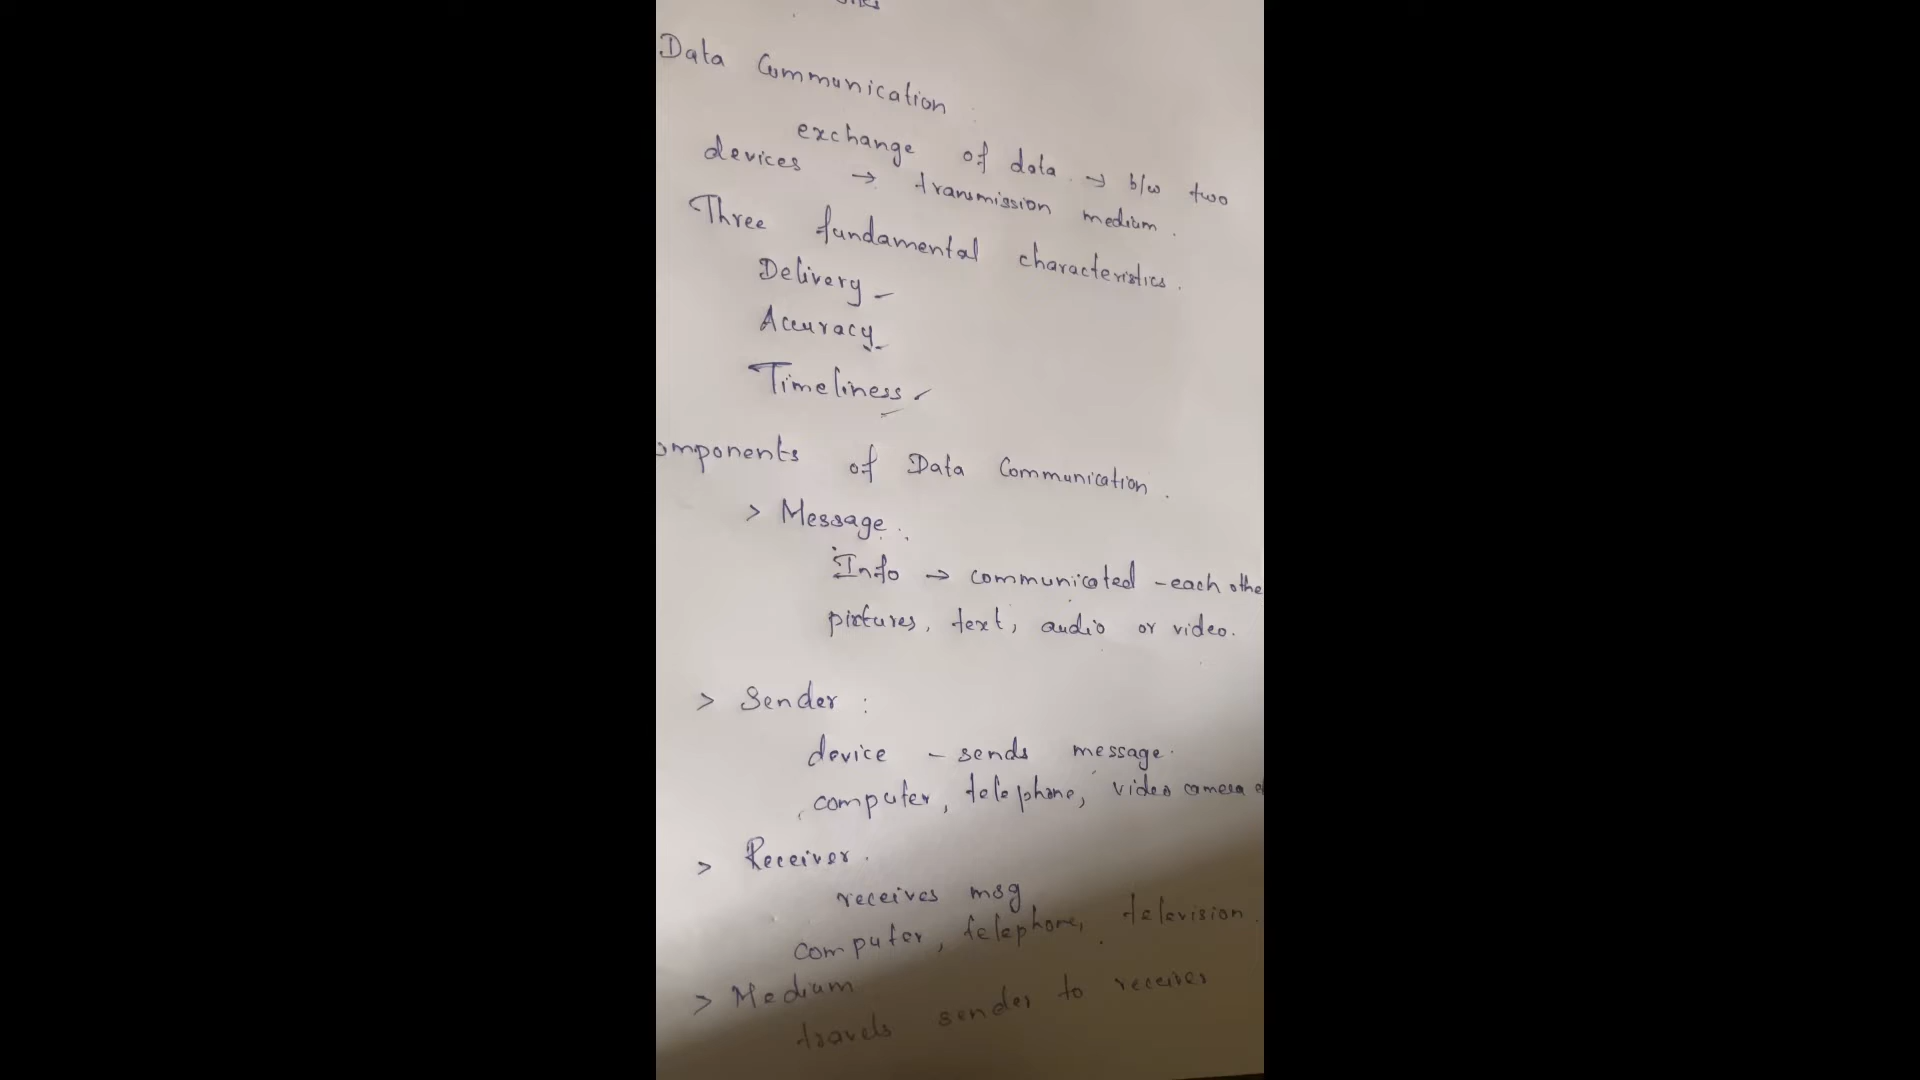 Data Communication
exchange of data → b/w two
devices → transmission medium.
Three fundamental characteristics.
Delivery
Accuracy
Timeliness
omponents of Data Communication.
> Message.
Info → communicated - each othe
pictures, text, audio or video.
> Sender :
device - sends message.
computer, telephone, video camera
> Receiver.
receives msg
computer, telephone, television.
> Medium
travels sender to receiver